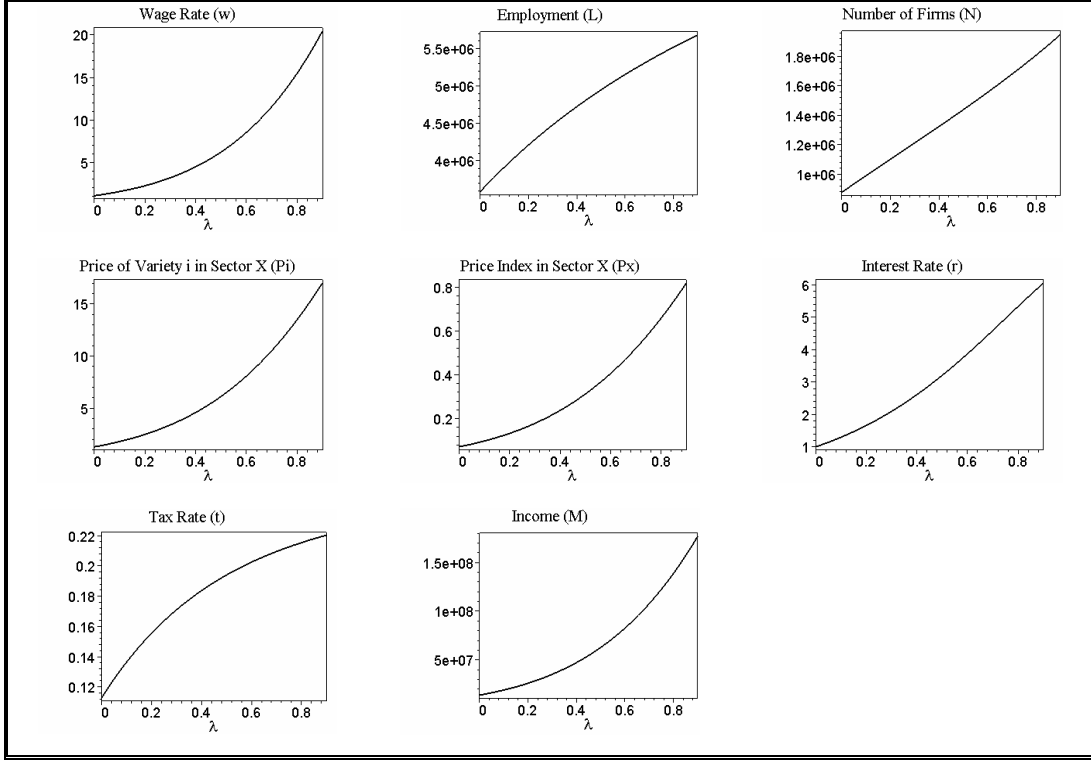 Wage Rate (w)
20
15
10
5
0 0.2 0.4 0.6 0.8
λ
Employment (L)
5.5e+06
5e+06
4.5e+06
4e+06
0 0.2 0.4 0.6 0.8
λ
Number of Firms (N)
1.8e+06
1.6e+06
1.4e+06
1.2e+06
1e+06
0 0.2 0.4 0.6 0.8
λ
Price of Variety i in Sector X (Pi)
15
10
5
0 0.2 0.4 0.6 0.8
λ
Price Index in Sector X (Px)
0.8
0.6
0.4
0.2
0 0.2 0.4 0.6 0.8
λ
Interest Rate (r)
6
5
4
3
2
1
0 0.2 0.4 0.6 0.8
λ
Tax Rate (t)
0.22
0.2
0.18
0.16
0.14
0.12
0 0.2 0.4 0.6 0.8
λ
Income (M)
1.5e+08
1e+08
5e+07
0 0.2 0.4 0.6 0.8
λ